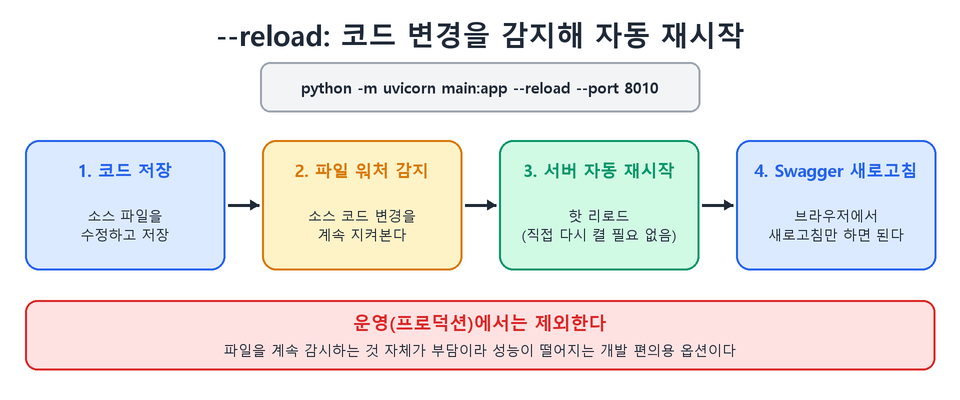 --reload: 코드 변경을 감지해 자동 재시작
python -m uvicorn main:app --reload --port 8010
1. 코드 저장
소스 파일을
수정하고 저장
2. 파일 워처 감지
소스 코드 변경을
계속 지켜본다
3. 서버 자동 재시작
핫 리로드
(직접 다시 켤 필요 없음)
4. Swagger 새로고침
브라우저에서
새로고침만 하면 된다
운영(프로덕션)에서는 제외한다
파일을 계속 감시하는 것 자체가 부담이라 성능이 떨어지는 개발 편의용 옵션이다